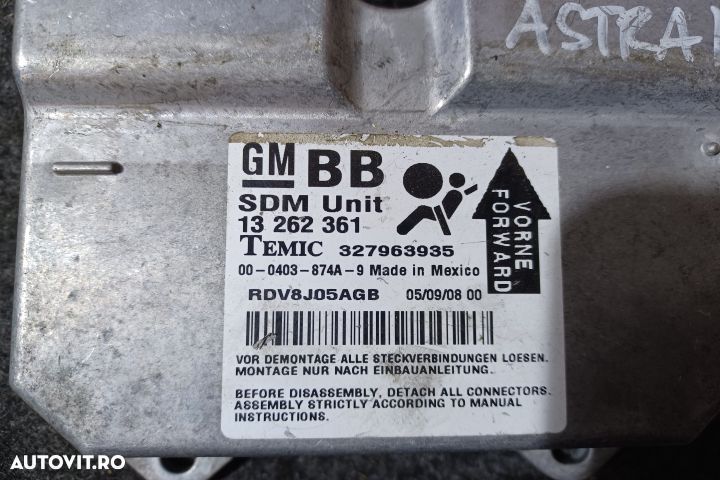 ASTRA
GM BB
SDM Unit
13 262 361
TEMIC 327963935
00-0403-874A-9 Made in Mexico
RDV8J05AGB 05/09/08 00
VORNE
FORWARD
VOR DEMONTAGE ALLE STECKVERBINDUNGEN LOESEN.
MONTAGE NUR NACH EINBAUANLEITUNG.
BEFORE DISASSEMBLY, DETACH ALL CONNECTORS.
ASSEMBLY STRICTLY ACCORDING TO MANUAL
INSTRUCTIONS.
AUTOVIT.RO